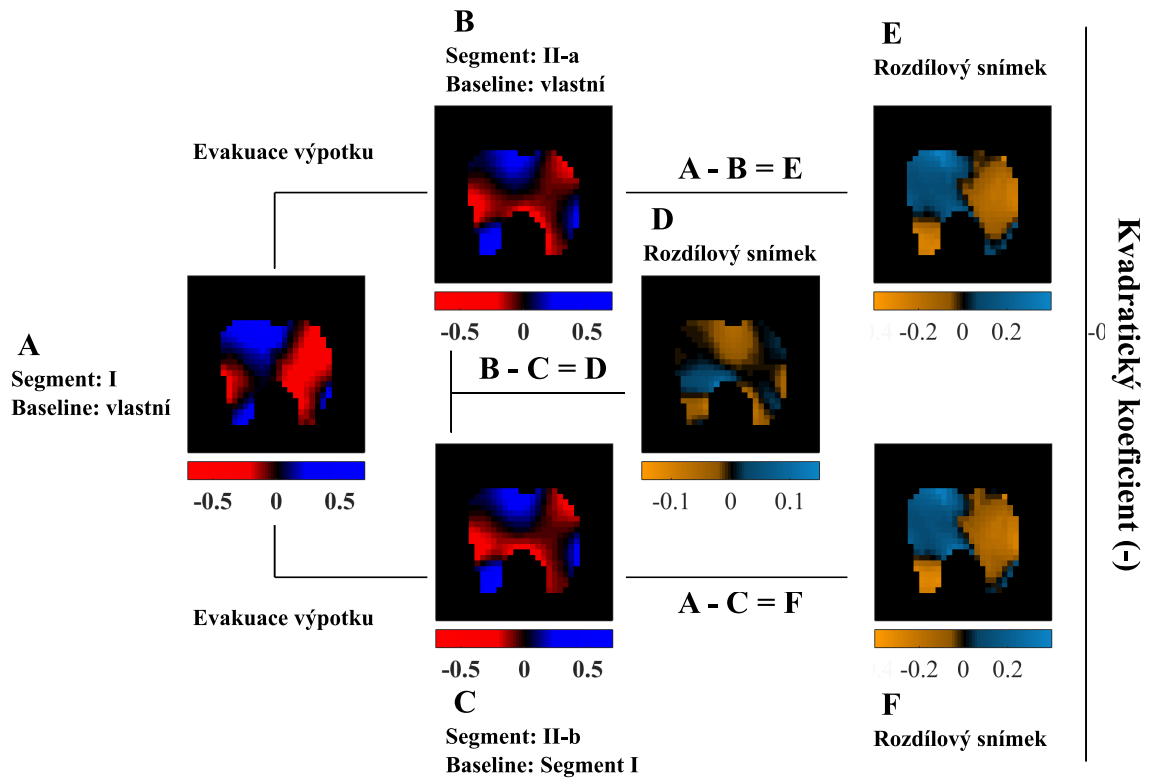 B
Segment: II-a
Baseline: vlastní
E
Rozdílový snímek
Evakuace výpotku
A - B = E
D
Rozdílový snímek
-0.5 0 0.5
-0.2 0 0.2
A
Segment: I
Baseline: vlastní
B - C = D
-0.5 0 0.5
-0.1 0 0.1
Evakuace výpotku
A - C = F
-0.5 0 0.5
-0.2 0 0.2
C
Segment: II-b
Baseline: Segment I
F
Rozdílový snímek
Kvadratický koeficient (-)